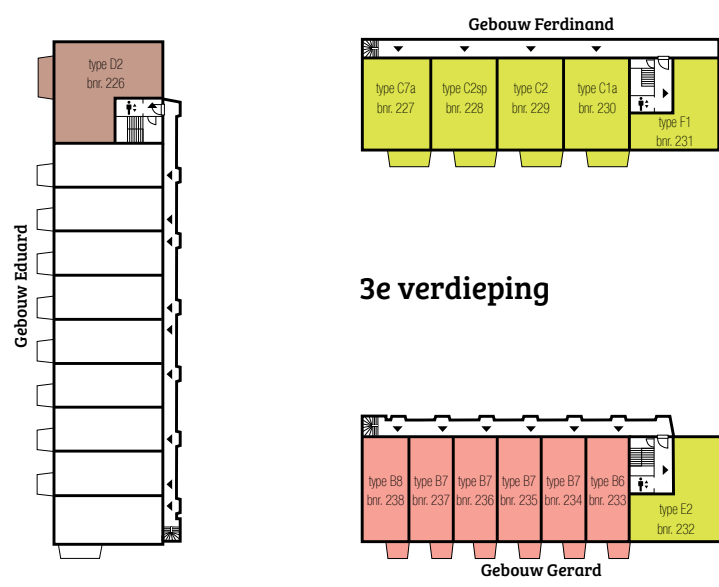 Gebouw Eduard
type D2
bnr. 226
Gebouw Ferdinand
type C7a
bnr. 227
type C2sp
bnr. 228
type C2
bnr. 229
type C1a
bnr. 230
type F1
bnr. 231
3e verdieping
type B8
bnr. 238
type B7
bnr. 237
type B7
bnr. 236
type B7
bnr. 235
type B7
bnr. 234
type B6
bnr. 233
type E2
bnr. 232
Gebouw Gerard